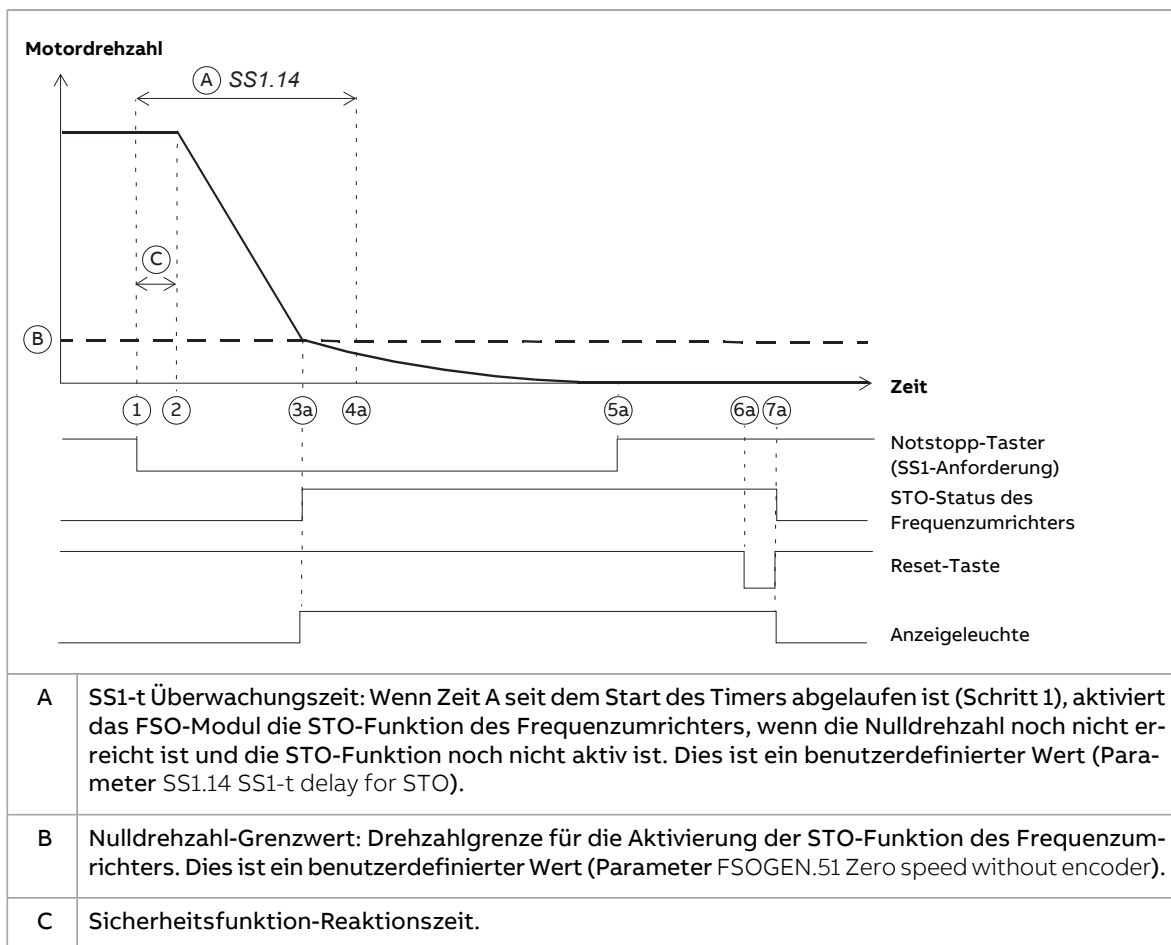 Motordrehzahl
A SS1.14
C
B
Zeit
1 2 3a 4a 5a 6a 7a
Notstopp-Taster
(SS1-Anforderung)
STO-Status des
Frequenzumrichters
Reset-Taste
Anzeigeleuchte
A SS1-t Überwachungszeit: Wenn Zeit A seit dem Start des Timers abgelaufen ist (Schritt 1), aktiviert
das FSO-Modul die STO-Funktion des Frequenzumrichters, wenn die Nulldrehzahl noch nicht er-
reicht ist und die STO-Funktion noch nicht aktiv ist. Dies ist ein benutzerdefinierter Wert (Para-
meter SS1.14 SS1-t delay for STO).
B Nulldrehzahl-Grenzwert: Drehzahlgrenze für die Aktivierung der STO-Funktion des Frequenzum-
richters. Dies ist ein benutzerdefinierter Wert (Parameter FSOGEN.51 Zero speed without encoder).
C Sicherheitsfunktion-Reaktionszeit.